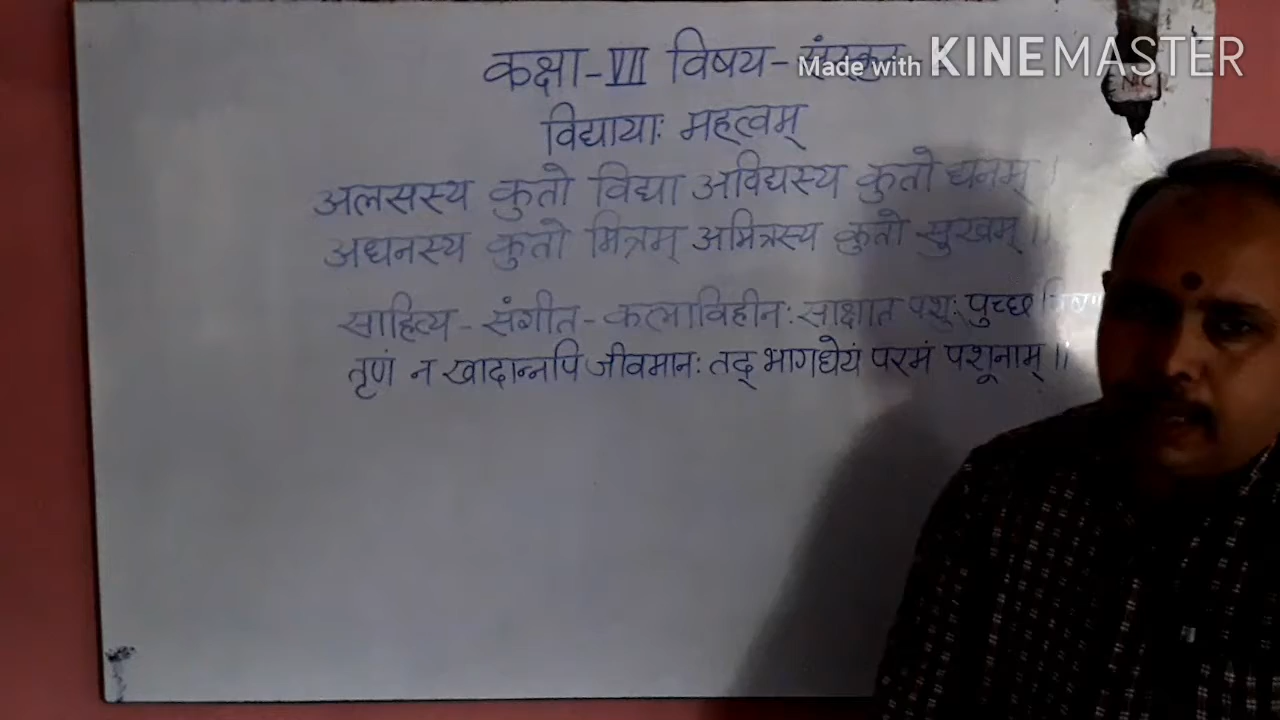 कक्षा-VII विषय-संस्कृत
Made with KINEMASTER
विद्यायाः महत्वम्
अलसस्य कुतो विद्या अविद्यस्य कुतो धनम्।
अधनस्य कुतो मित्रम् अमित्रस्य कुतो सुखम्॥
साहित्य-संगीत-कलाविहीनः साक्षात पशुः पुच्छ
तृणं न खादान्नपि जीवमानः तद् भागधेयं परमं पशूनाम्॥